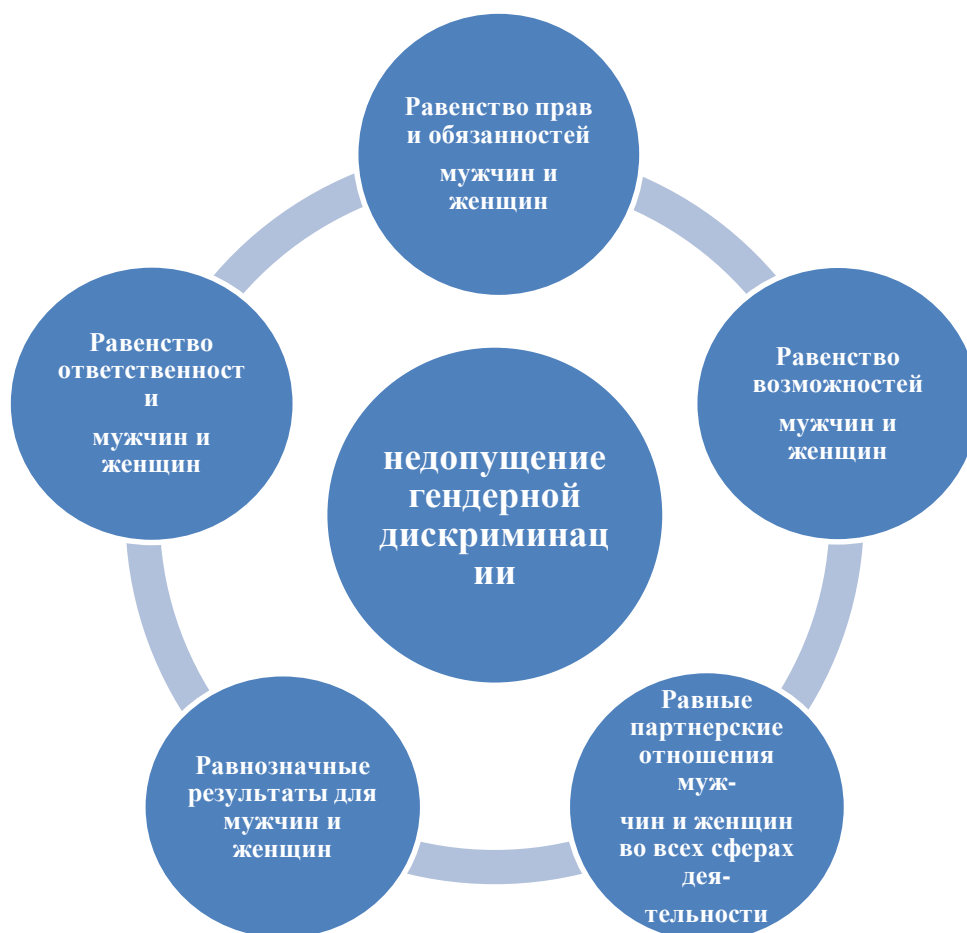 Равенство прав
и обязанностей
мужчин и
женщин
Равенство
ответственност
и
мужчин и
женщин
Равенство
возможностей
мужчин и
женщин
недопущение
гендерной
дискриминац
ии
Равнозначные
результаты для
мужчин и
женщин
Равные
партнерские
отношения
муж-
чин и женщин
во всех сферах
дея-
тельности